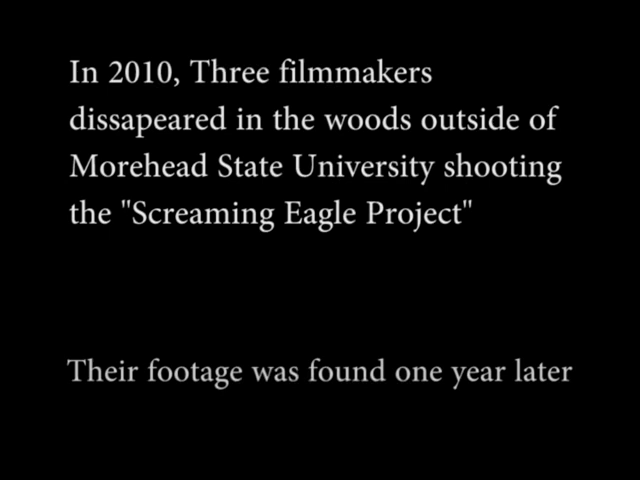 In 2010, Three filmmakers
dissapeared in the woods outside of
Morehead State University shooting
the "Screaming Eagle Project"
Their footage was found one year later